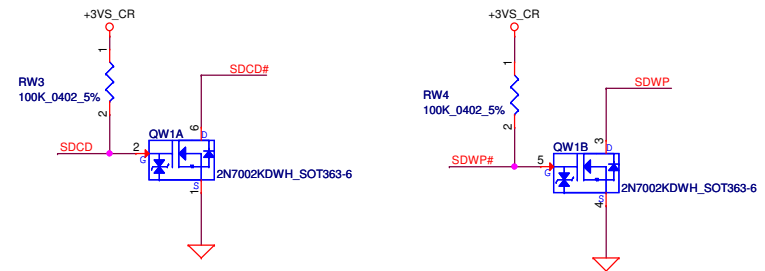 +3VS_CR
1
RW3
100K_0402_5%
2
SDCD
2
G
QW1A
6
D
SDCD#
2N7002KDWH_SOT363-6
S
1
+3VS_CR
1
RW4
100K_0402_5%
2
SDWP#
5
G
QW1B
3
D
SDWP
2N7002KDWH_SOT363-6
S
4